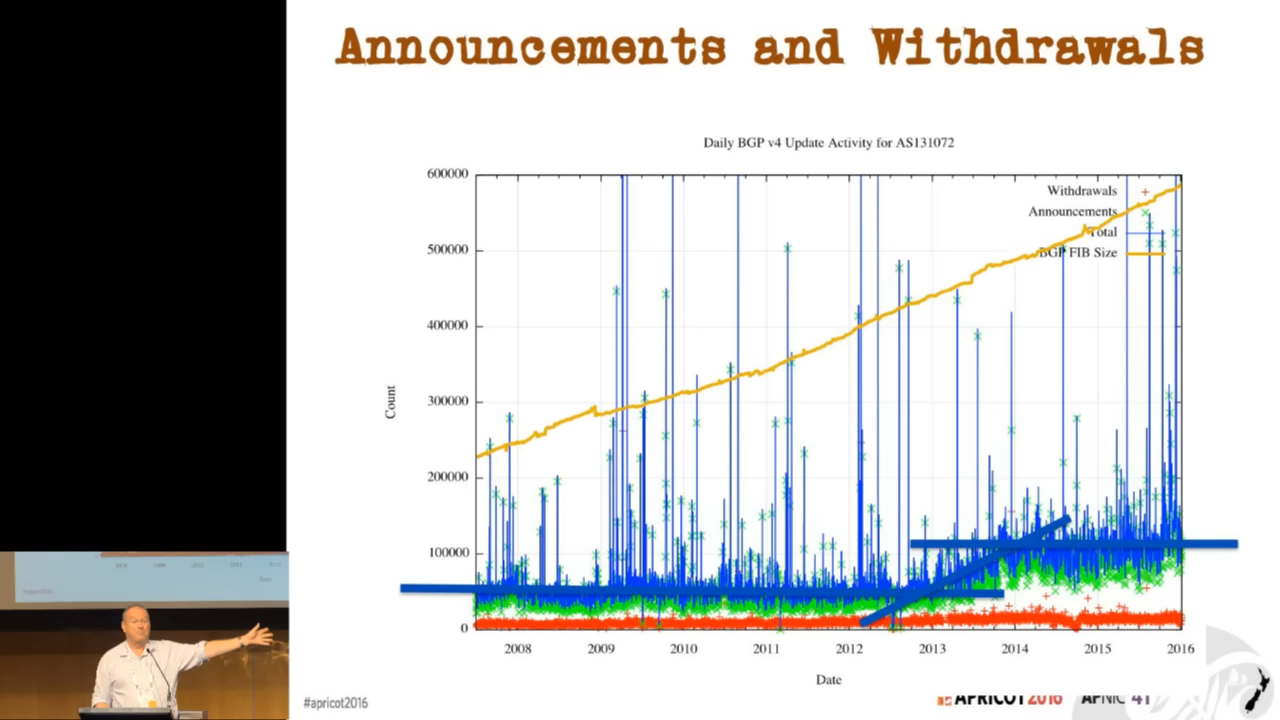 Announcements and Withdrawals
Daily BGP v4 Update Activity for AS131072
600000
500000
400000
300000
200000
100000
0
Count
Withdrawals
Announcements
Total
BGP FIB Size
2008 2009 2010 2011 2012 2013 2014 2015 2016
Date
#apricot2016
APRICOT 2016 APNIC 41